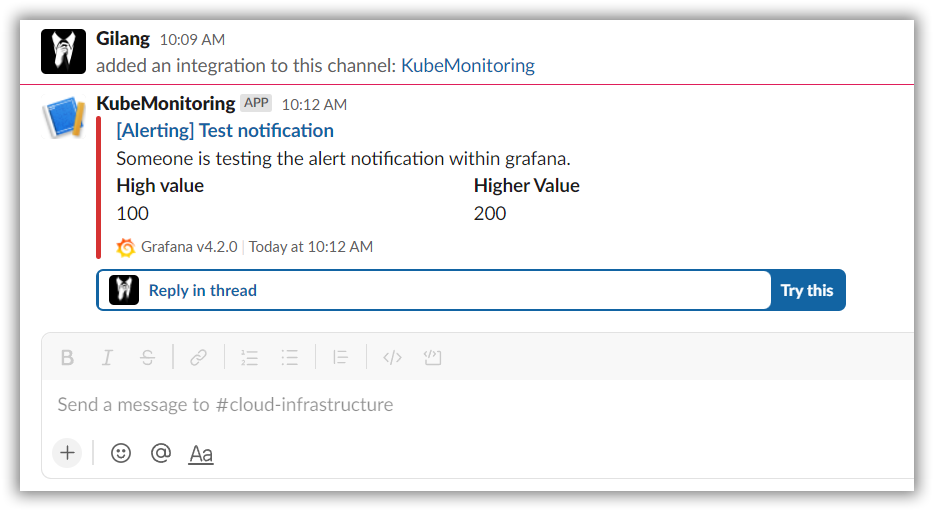 Gilang 10:09 AM
added an integration to this channel: KubeMonitoring
KubeMonitoring APP 10:12 AM
[Alerting] Test notification
Someone is testing the alert notification within grafana.
High value Higher Value
100 200
Grafana v4.2.0 | Today at 10:12 AM
Reply in thread Try this
B I S
Send a message to #cloud-infrastructure
+ @ Aa